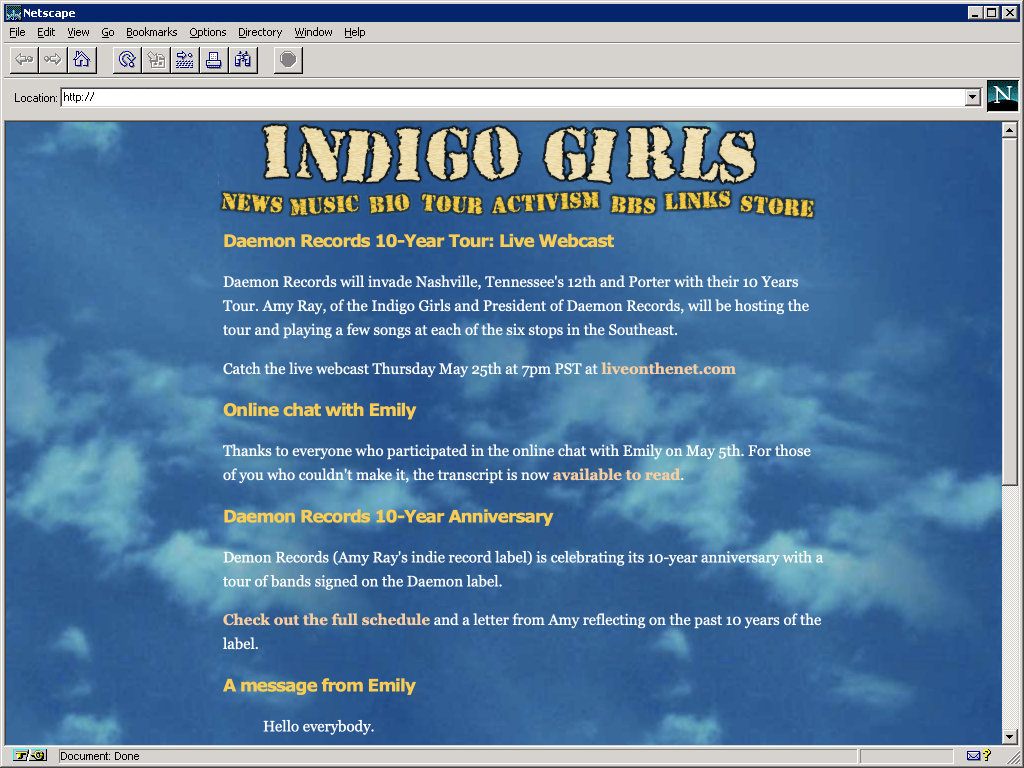 Netscape
File Edit View Go Bookmarks Options Directory Window Help
Location: http://
N
INDIGO GIRLS
NEWS MUSIC BIO TOUR ACTIVISM BBS LINKS STORE
Daemon Records 10-Year Tour: Live Webcast
Daemon Records will invade Nashville, Tennessee's 12th and Porter with their 10 Years
Tour. Amy Ray, of the Indigo Girls and President of Daemon Records, will be hosting the
tour and playing a few songs at each of the six stops in the Southeast.
Catch the live webcast Thursday May 25th at 7pm PST at liveonthenet.com
Online chat with Emily
Thanks to everyone who participated in the online chat with Emily on May 5th. For those
of you who couldn't make it, the transcript is now available to read.
Daemon Records 10-Year Anniversary
Demon Records (Amy Ray's indie record label) is celebrating its 10-year anniversary with a
tour of bands signed on the Daemon label.
Check out the full schedule and a letter from Amy reflecting on the past 10 years of the
label.
A message from Emily
Hello everybody.
Document: Done